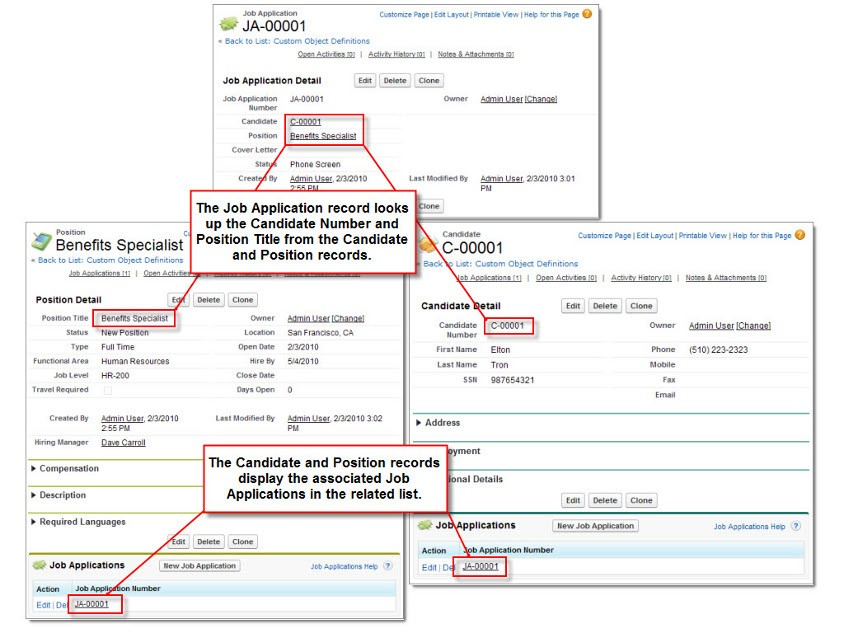 Job Application
JA-00001
Customize Page | Edit Layout | Printable View | Help for this Page ?
« Back to List: Custom Object Definitions
Open Activities [0] | Activity History [0] | Notes & Attachments [0]
Job Application Detail Edit Delete Clone
Job Application Number JA-00001 Owner Admin User [Change]
Candidate C-00001
Position Benefits Specialist
Cover Letter
Status Phone Screen
Created By Admin User, 2/3/2010 2:55 PM Last Modified By Admin User, 2/3/2010 3:01 PM
Clone
The Job Application record looks
up the Candidate Number and
Position Title from the Candidate
and Position records.
Position
Benefits Specialist
« Back to List: Custom Object Definitions
Job Applications [1] | Open Activities
Position Detail Edit Delete Clone
Position Title Benefits Specialist Owner Admin User [Change]
Status New Position Location San Francisco, CA
Type Full Time Open Date 2/3/2010
Functional Area Human Resources Hire By 5/4/2010
Job Level HR-200 Close Date
Travel Required Days Open 0
Created By Admin User, 2/3/2010 2:55 PM Last Modified By Admin User, 2/3/2010 3:02 PM
Hiring Manager Dave Carroll
Compensation
Description
Required Languages
Edit Delete Clone
Job Applications New Job Application Job Applications Help ?
Action Job Application Number
Edit | Del JA-00001
Candidate
C-00001
Customize Page | Edit Layout | Printable View | Help for this Page ?
Back to List: Custom Object Definitions
Job Applications [1] | Open Activities [0] | Activity History [0] | Notes & Attachments [0]
Candidate Detail Edit Delete Clone
Candidate Number C-00001 Owner Admin User [Change]
First Name Elton Phone (510) 223-2323
Last Name Tron Mobile
SSN 987654321 Fax
Email
Address
oyment
ional Details
Edit Delete Clone
The Candidate and Position records
display the associated Job
Applications in the related list.
Job Applications New Job Application Job Applications Help ?
Action Job Application Number
Edit | Del JA-00001